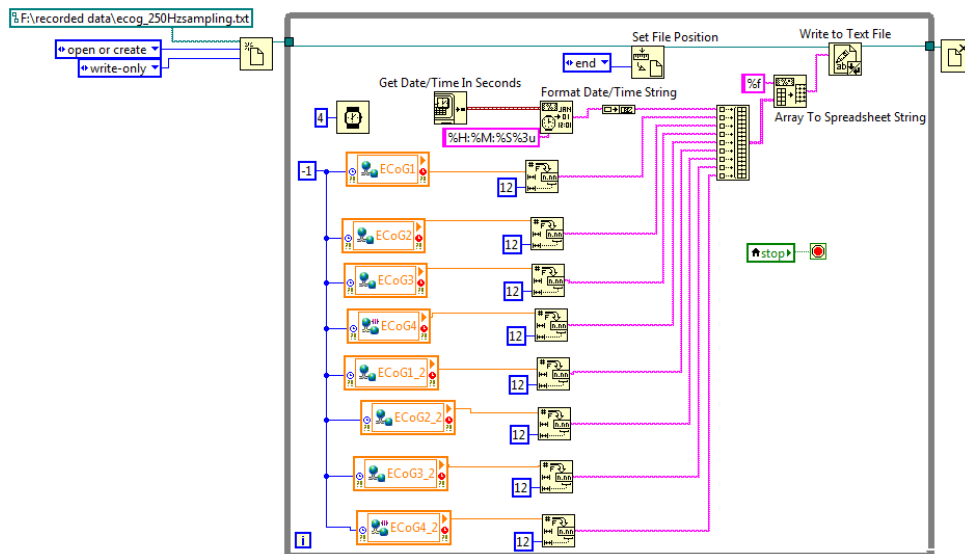 F:\recorded data\ecog_250Hzsampling.txt
open or create
write-only
Set File Position
Write to Text File
end
Get Date/Time In Seconds
Format Date/Time String
%f
Array To Spreadsheet String
4
%H:%M:%S%3u
-1
ECoG1
12
ECoG2
12
stop
ECoG3
12
ECoG4
12
ECoG1_2
12
ECoG2_2
12
ECoG3_2
12
ECoG4_2
12
i